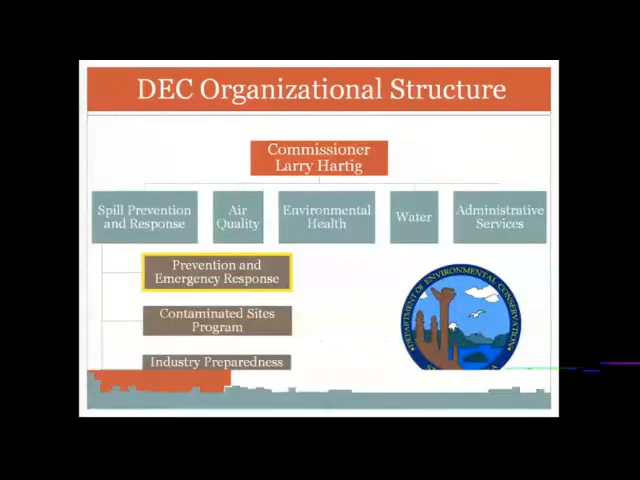 DEC Organizational Structure
Commissioner
Larry Hartig
Spill Prevention
and Response
Air
Quality
Environmental
Health
Water
Administrative
Services
Prevention and
Emergency Response
Contaminated Sites
Program
Industry Preparedness
DEPARTMENT OF ENVIRONMENTAL CONSERVATION